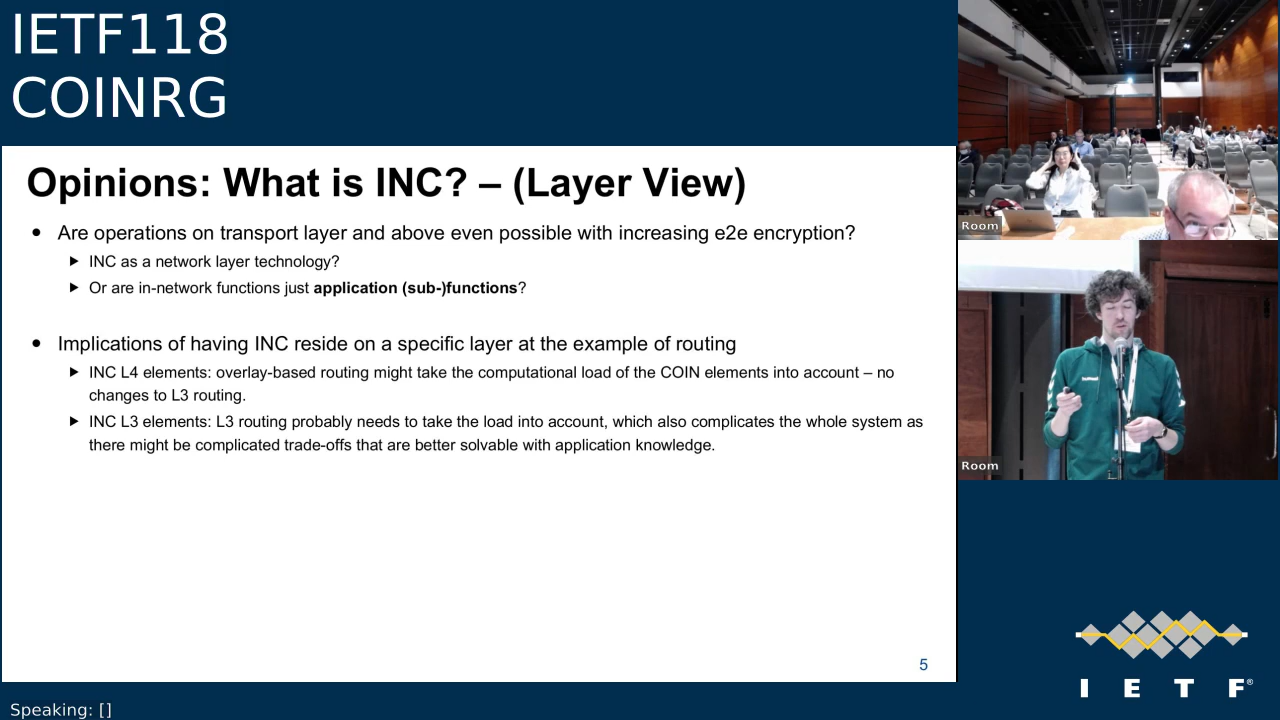 IETF118
COINRG
Opinions: What is INC? – (Layer View)
• Are operations on transport layer and above even possible with increasing e2e encryption?
▶ INC as a network layer technology?
▶ Or are in-network functions just application (sub-)functions?
• Implications of having INC reside on a specific layer at the example of routing
▶ INC L4 elements: overlay-based routing might take the computational load of the COIN elements into account – no
changes to L3 routing.
▶ INC L3 elements: L3 routing probably needs to take the load into account, which also complicates the whole system as
there might be complicated trade-offs that are better solvable with application knowledge.
5
Room
Room
I E T F®
Speaking: []